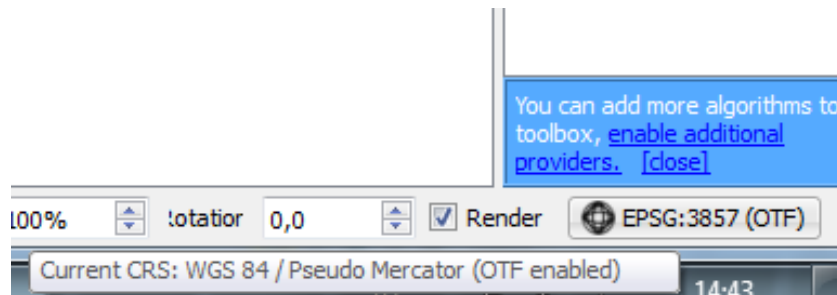 You can add more algorithms to
toolbox, enable additional
providers. [close]
100% 0,0 Render EPSG:3857 (OTF)
Current CRS: WGS 84 / Pseudo Mercator (OTF enabled)
14:43